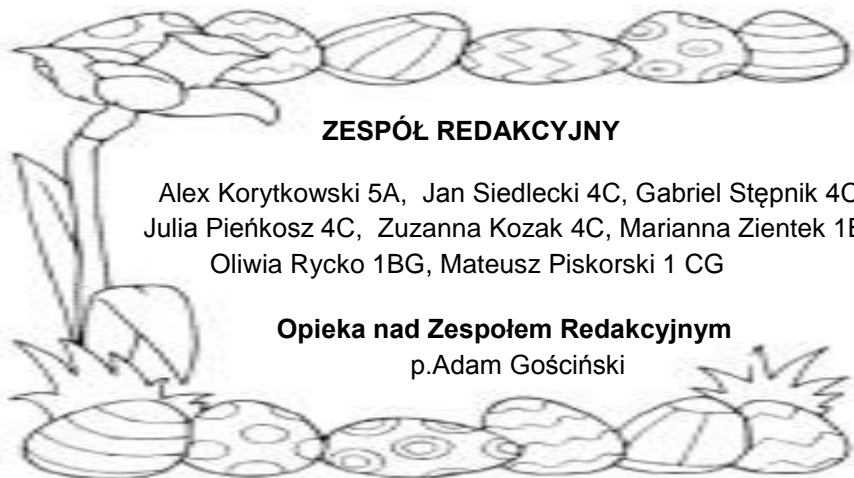 ZESPÓŁ REDAKCYJNY
Alex Korytkowski 5A, Jan Siedlecki 4C, Gabriel Stępnik 4C
Julia Pieńkosz 4C, Zuzanna Kozak 4C, Marianna Zientek 1B
Oliwia Rycko 1BG, Mateusz Piskorski 1 CG
Opieka nad Zespołem Redakcyjnym
p.Adam Gościński